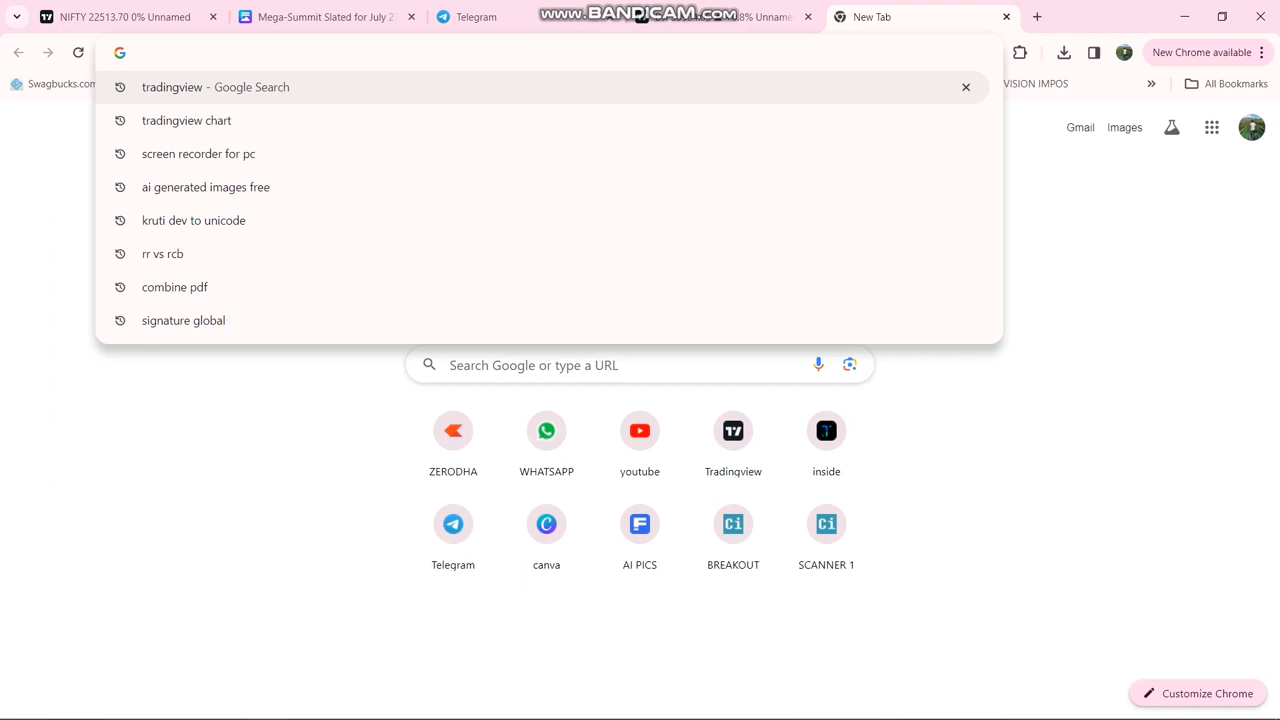 NIFTY 22513.70 0% Unnamed
Mega-Summit Slated for July 2
Telegram
8% Unname
New Tab
www.BANDICAM.com
New Chrome available
Swagbucks.com
VISION IMPOS
All Bookmarks
tradingview - Google Search
tradingview chart
screen recorder for pc
ai generated images free
kruti dev to unicode
rr vs rcb
combine pdf
signature global
Gmail
Images
Search Google or type a URL
ZERODHA
WHATSAPP
youtube
Tradingview
inside
Telegram
canva
AI PICS
BREAKOUT
SCANNER 1
Customize Chrome